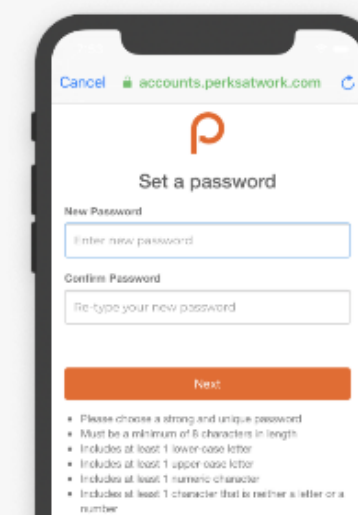 Cancel accounts.perksatwork.com
Set a password
New Password
Enter new password
Confirm Password
Re-type your new password
Next
• Please choose a strong and unique password
• Must be a minimum of 8 characters in length
• Includes at least 1 lower-case letter
• Includes at least 1 upper-case letter
• Includes at least 1 numeric character
• Includes at least 1 character that is neither a letter or a
number